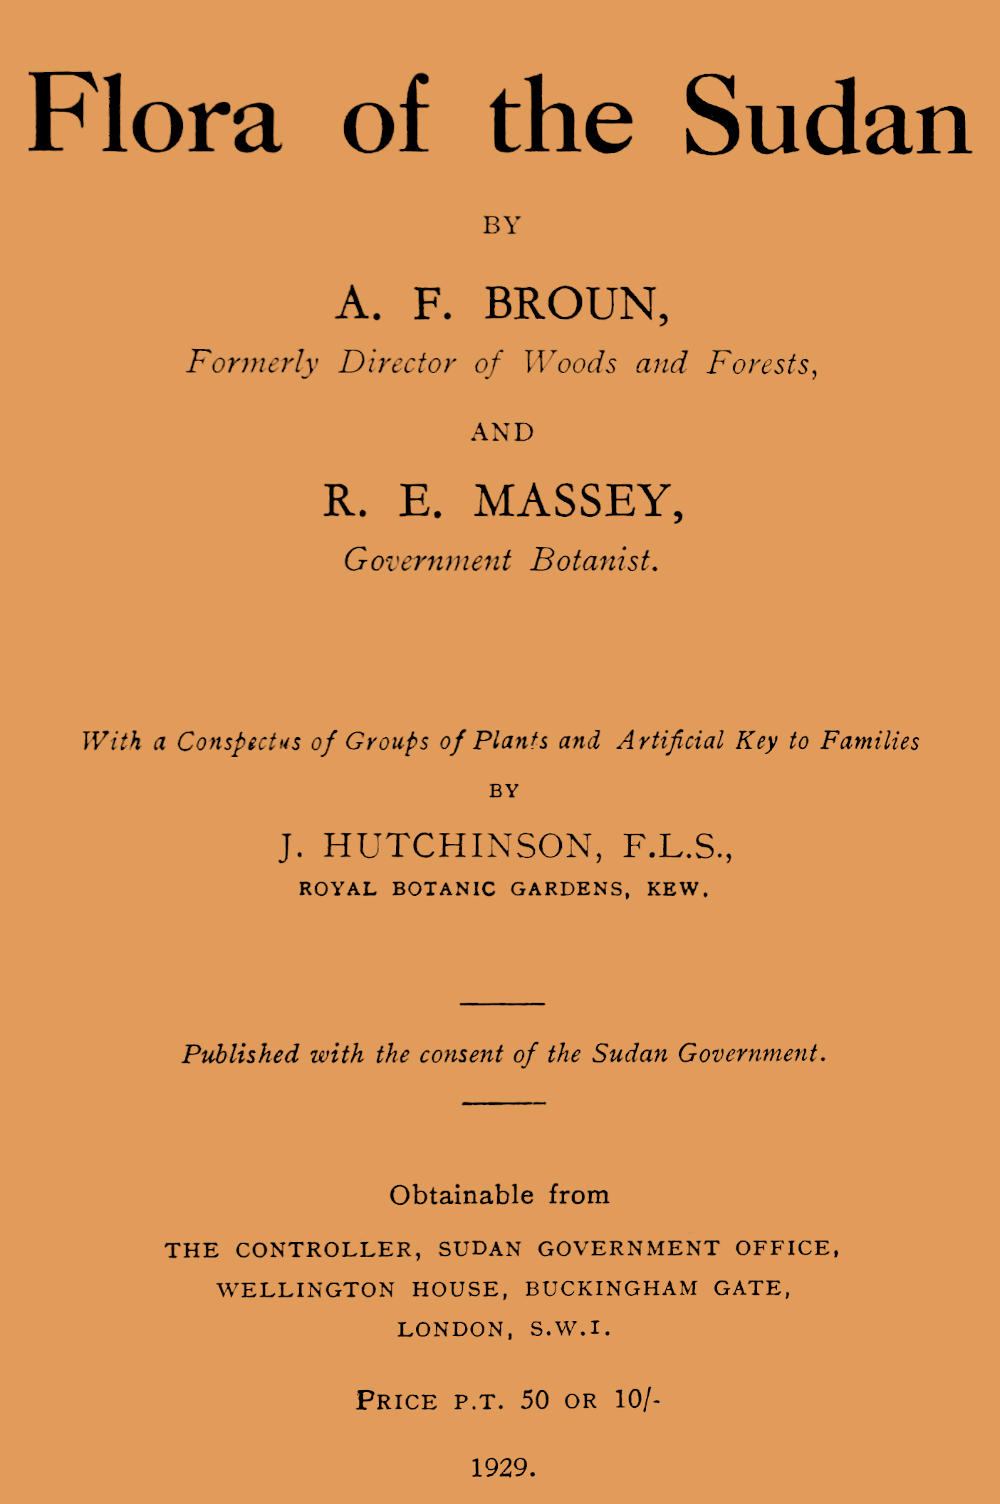 Flora of the Sudan
BY
A. F. BROUN,
Formerly Director of Woods and Forests,
AND
R. E. MASSEY,
Government Botanist.
With a Conspectus of Groups of Plants and Artificial Key to Families
BY
J. HUTCHINSON, F.L.S.,
ROYAL BOTANIC GARDENS, KEW.
Published with the consent of the Sudan Government.
Obtainable from
THE CONTROLLER, SUDAN GOVERNMENT OFFICE,
WELLINGTON HOUSE, BUCKINGHAM GATE,
LONDON, S.W.I.
PRICE P.T. 50 OR 10/-
1929.